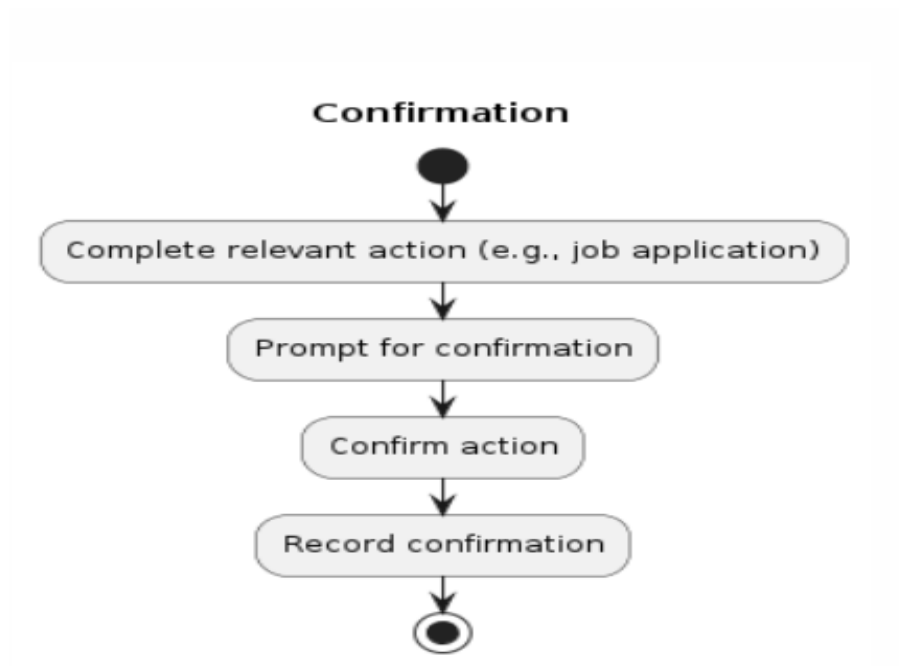 Confirmation
Complete relevant action (e.g., job application)
Prompt for confirmation
Confirm action
Record confirmation